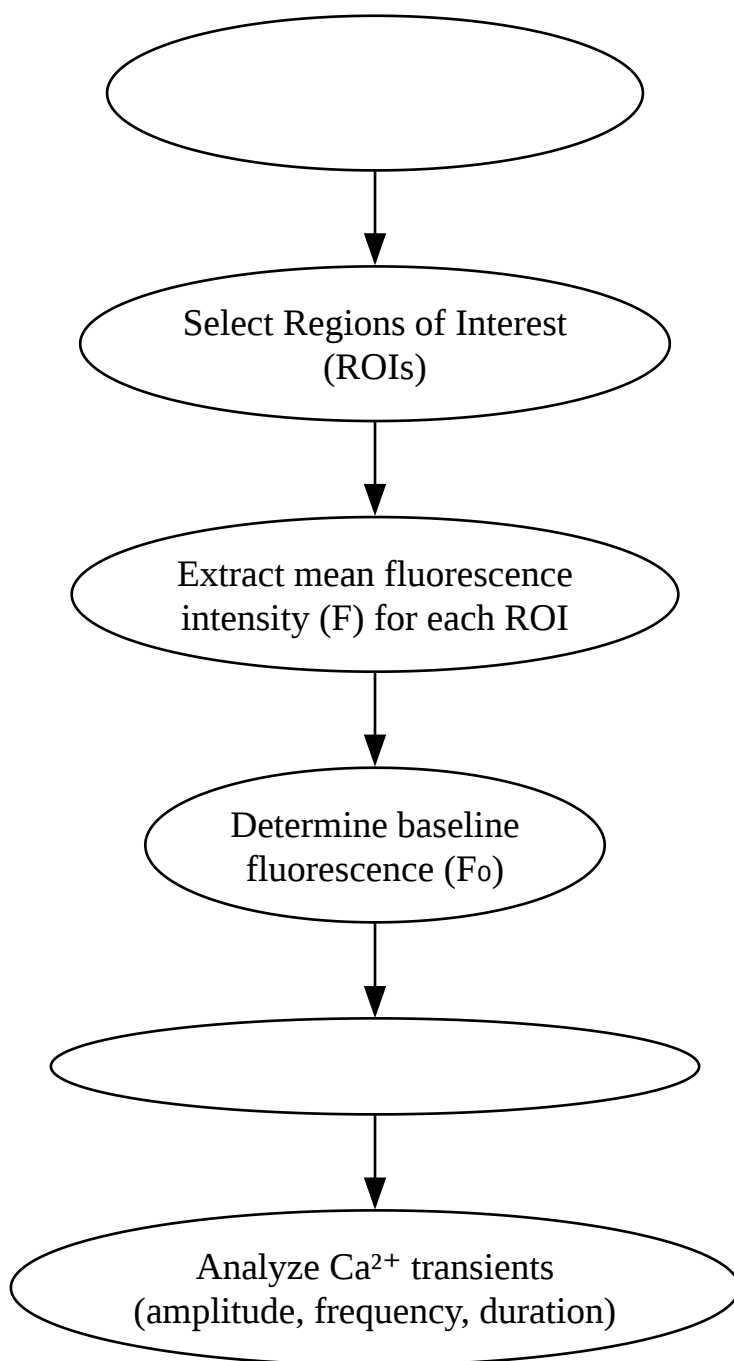 Select Regions of Interest
(ROIs)
Extract mean fluorescence
intensity (F) for each ROI
Determine baseline
fluorescence (F₀)
Analyze Ca²⁺ transients
(amplitude, frequency, duration)